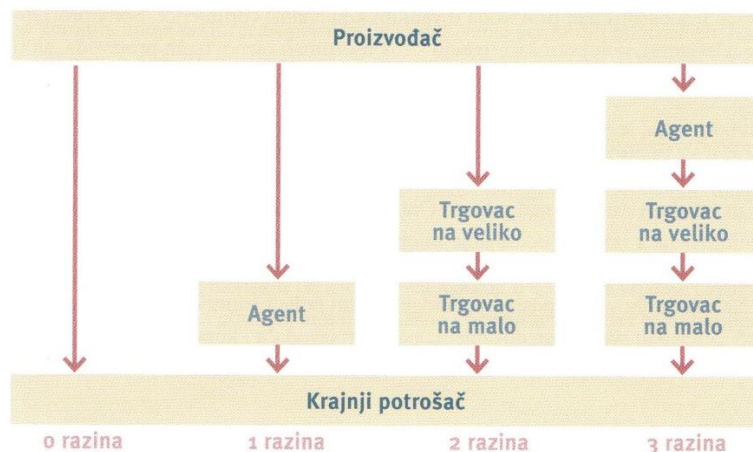 Proizvođač
Agent
Trgovac
na veliko
Trgovac
na veliko
Agent
Trgovac
na malo
Trgovac
na malo
Krajnji potrošač
0 razina
1 razina
2 razina
3 razina